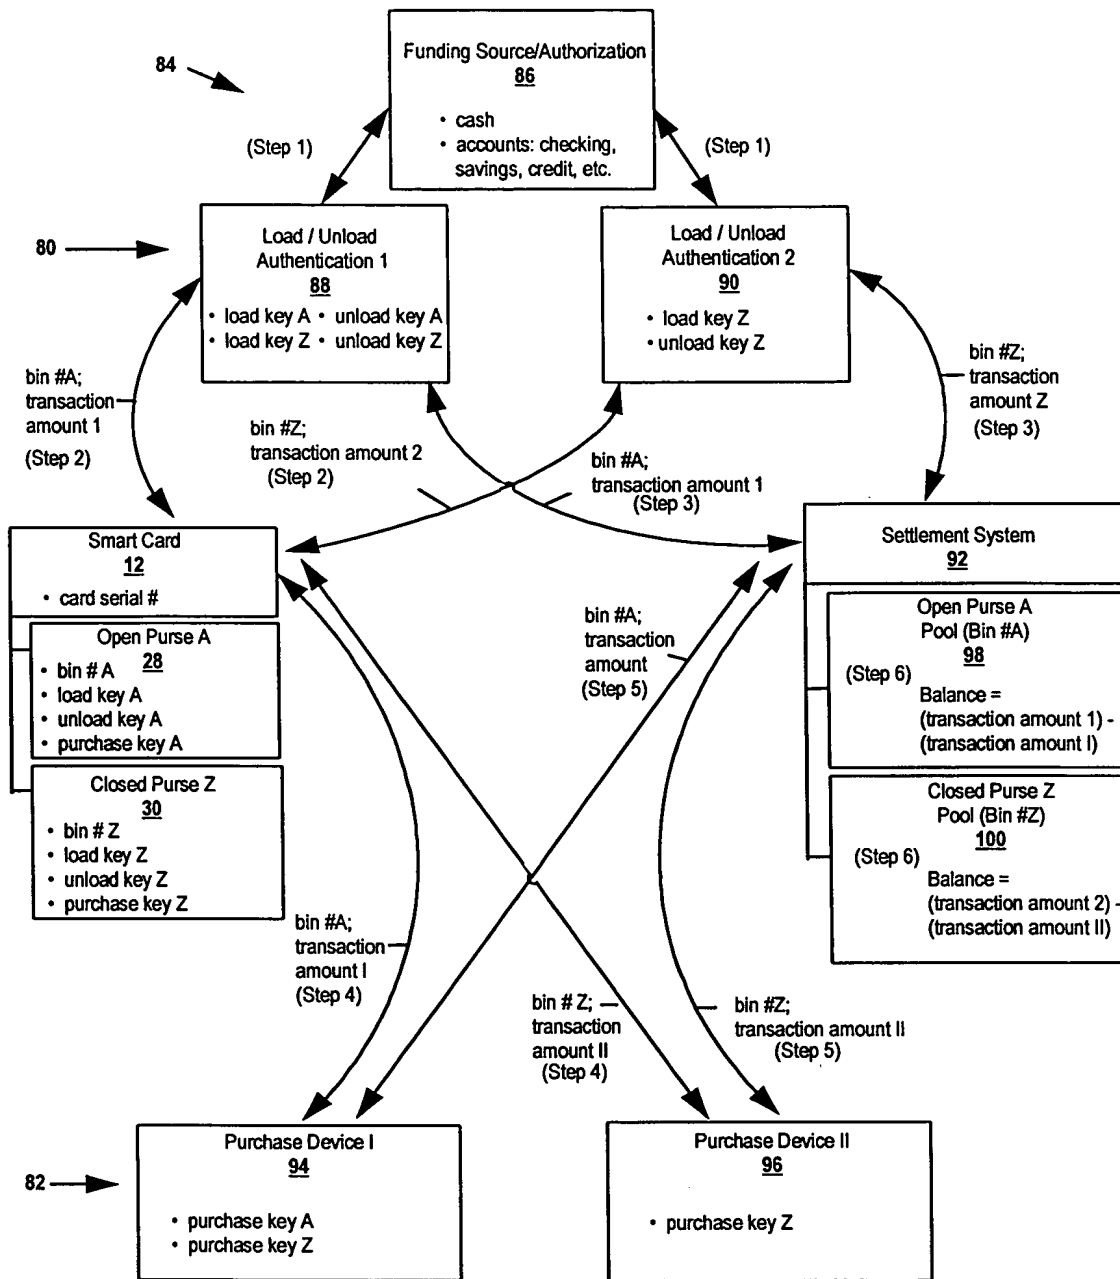 Funding Source/Authorization
86
• cash
• accounts: checking,
savings, credit, etc.
84
(Step 1)
(Step 1)
80
Load / Unload
Authentication 1
88
• load key A • unload key A
• load key Z • unload key Z
Load / Unload
Authentication 2
90
• load key Z
• unload key Z
bin #A;
transaction
amount 1
(Step 2)
bin #Z;
transaction amount 2
(Step 2)
bin #A;
transaction amount 1
(Step 3)
bin #Z;
transaction
amount Z
(Step 3)
Smart Card
12
• card serial #
Open Purse A
28
• bin # A
• load key A
• unload key A
• purchase key A
Closed Purse Z
30
• bin # Z
• load key Z
• unload key Z
• purchase key Z
Settlement System
92
Open Purse A
Pool (Bin #A)
98
(Step 6)
Balance =
(transaction amount 1) -
(transaction amount I)
Closed Purse Z
Pool (Bin #Z)
100
(Step 6)
Balance =
(transaction amount 2) -
(transaction amount II)
bin #A;
transaction
amount
(Step 5)
bin #A;
transaction
amount I
(Step 4)
bin # Z;
transaction
amount II
(Step 4)
bin #Z;
transaction amount II
(Step 5)
82
Purchase Device I
94
• purchase key A
• purchase key Z
Purchase Device II
96
• purchase key Z